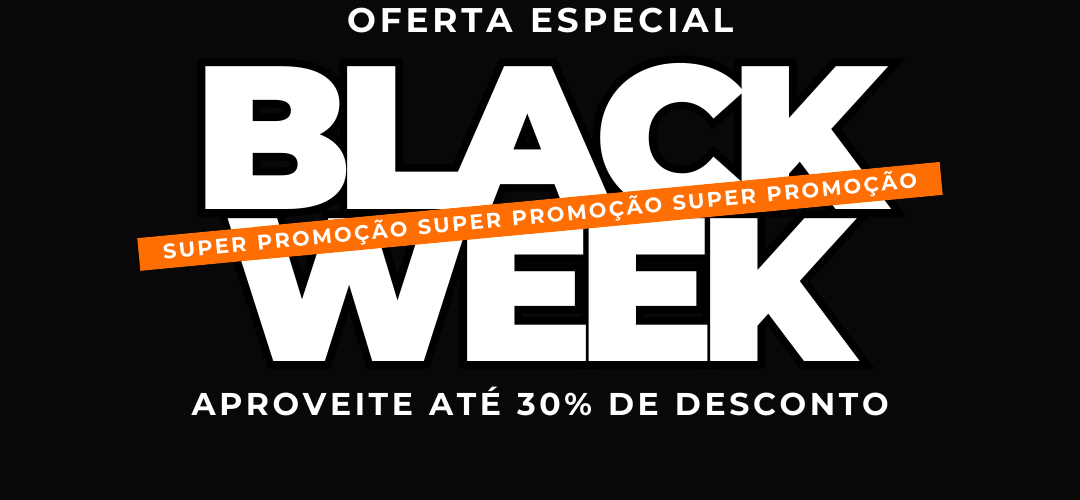 OFERTA ESPECIAL
BLACK
SUPER PROMOÇÃO SUPER PROMOÇÃO SUPER PROMOÇÃO
WEEK
APROVEITE ATÉ 30% DE DESCONTO